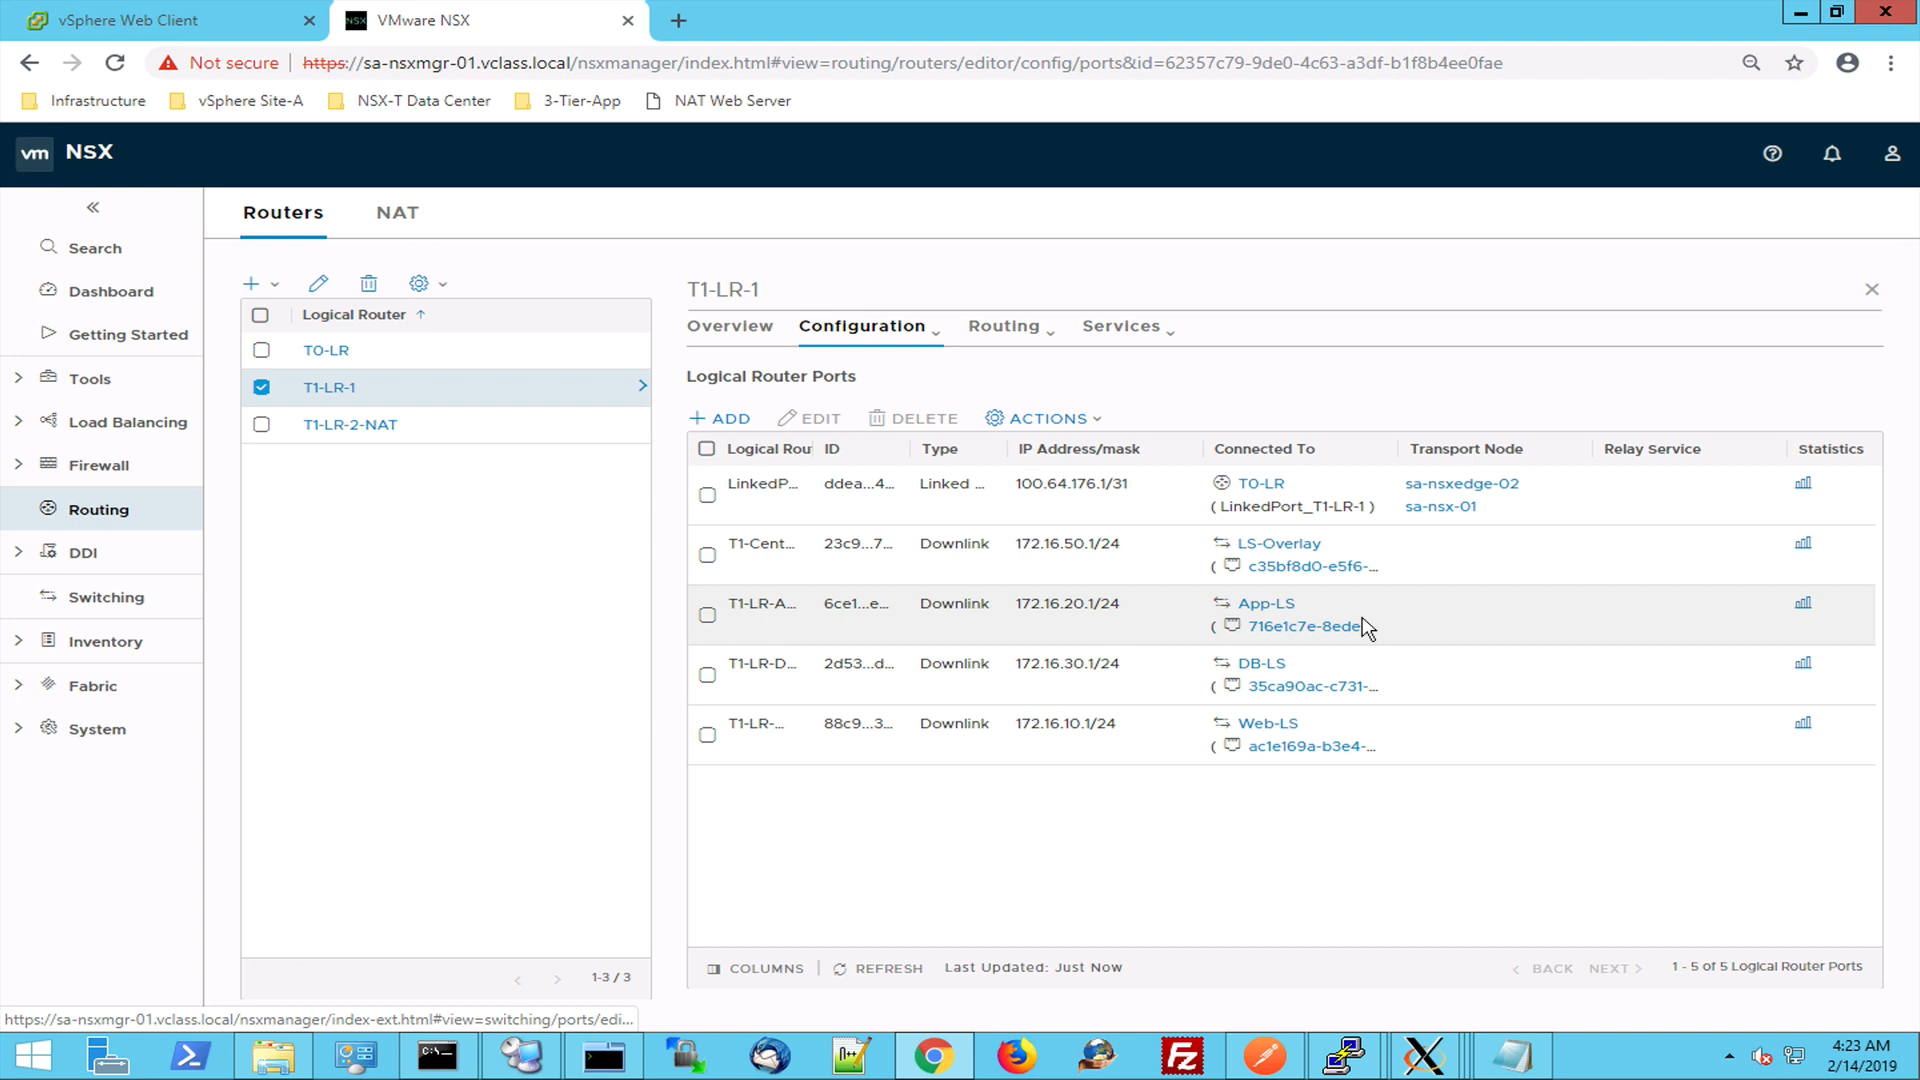 vSphere Web Client
VMware NSX
Not secure
https://sa-nsxmgr-01.vclass.local/nsxmanager/index.html#view=routing/routers/editor/config/ports&id=62357c79-9de0-4c63-a3df-b1f8b4ee0fae
Infrastructure
vSphere Site-A
NSX-T Data Center
3-Tier-App
NAT Web Server
vm NSX
Search
Dashboard
Getting Started
Tools
Load Balancing
Firewall
Routing
DDI
Switching
Inventory
Fabric
System
Routers
NAT
Logical Router
T0-LR
T1-LR-1
T1-LR-2-NAT
1-3 / 3
T1-LR-1
Overview
Configuration
Routing
Services
Logical Router Ports
+ ADD
EDIT
DELETE
ACTIONS
Logical Rou
ID
Type
IP Address/mask
Connected To
Transport Node
Relay Service
Statistics
LinkedP... ddea...4... Linked ... 100.64.176.1/31 T0-LR sa-nsxedge-02
( LinkedPort_T1-LR-1 ) sa-nsx-01
T1-Cent... 23c9...7... Downlink 172.16.50.1/24 LS-Overlay
( c35bf8d0-e5f6-...
T1-LR-A... 6ce1...e... Downlink 172.16.20.1/24 App-LS
( 716e1c7e-8ede
T1-LR-D... 2d53...d... Downlink 172.16.30.1/24 DB-LS
( 35ca90ac-c731-...
T1-LR-... 88c9...3... Downlink 172.16.10.1/24 Web-LS
( ac1e169a-b3e4-...
COLUMNS
REFRESH
Last Updated: Just Now
BACK
NEXT
1 - 5 of 5 Logical Router Ports
https://sa-nsxmgr-01.vclass.local/nsxmanager/index-ext.html#view=switching/ports/edi...
4:23 AM
2/14/2019